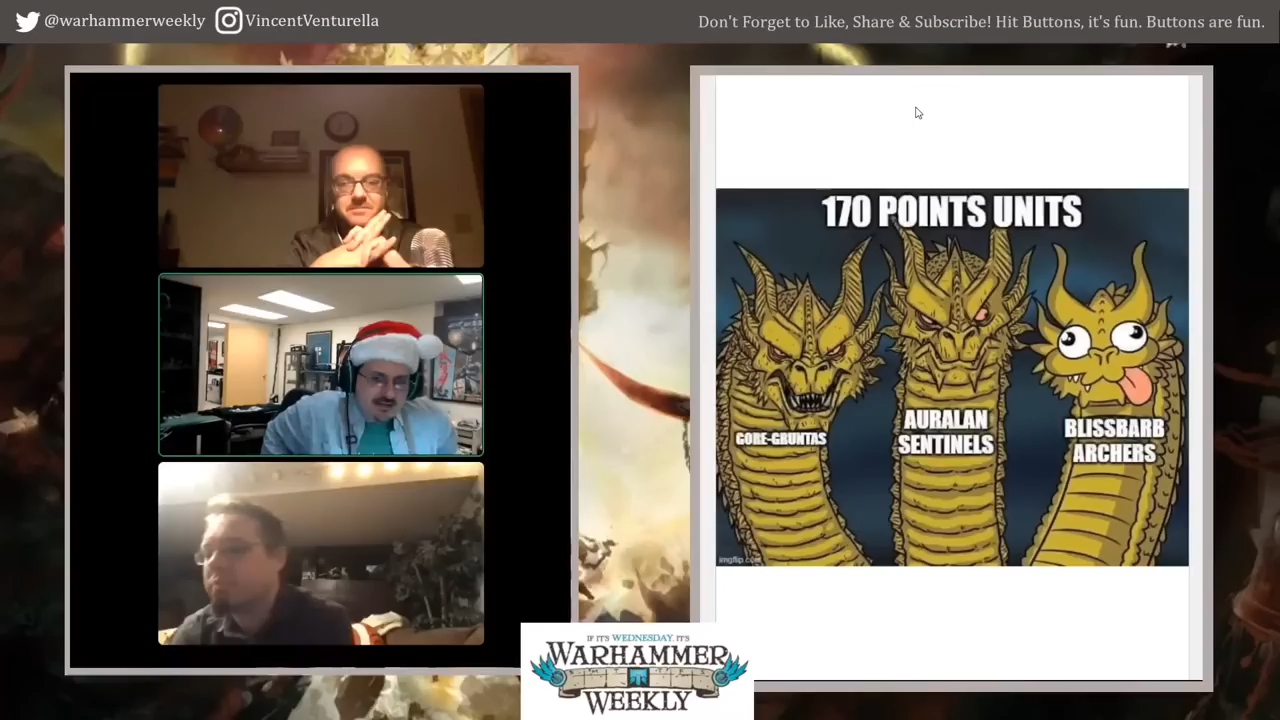 @warhammerweekly VincentVenturella
Don't Forget to Like, Share & Subscribe! Hit Buttons, it's fun. Buttons are fun.
170 POINTS UNITS
GORE-GRUNTAS
AURALAN
SENTINELS
BLISSBARB
ARCHERS
imgflip.com
IF IT'S WEDNESDAY, IT'S
WARHAMMER
WEEKLY